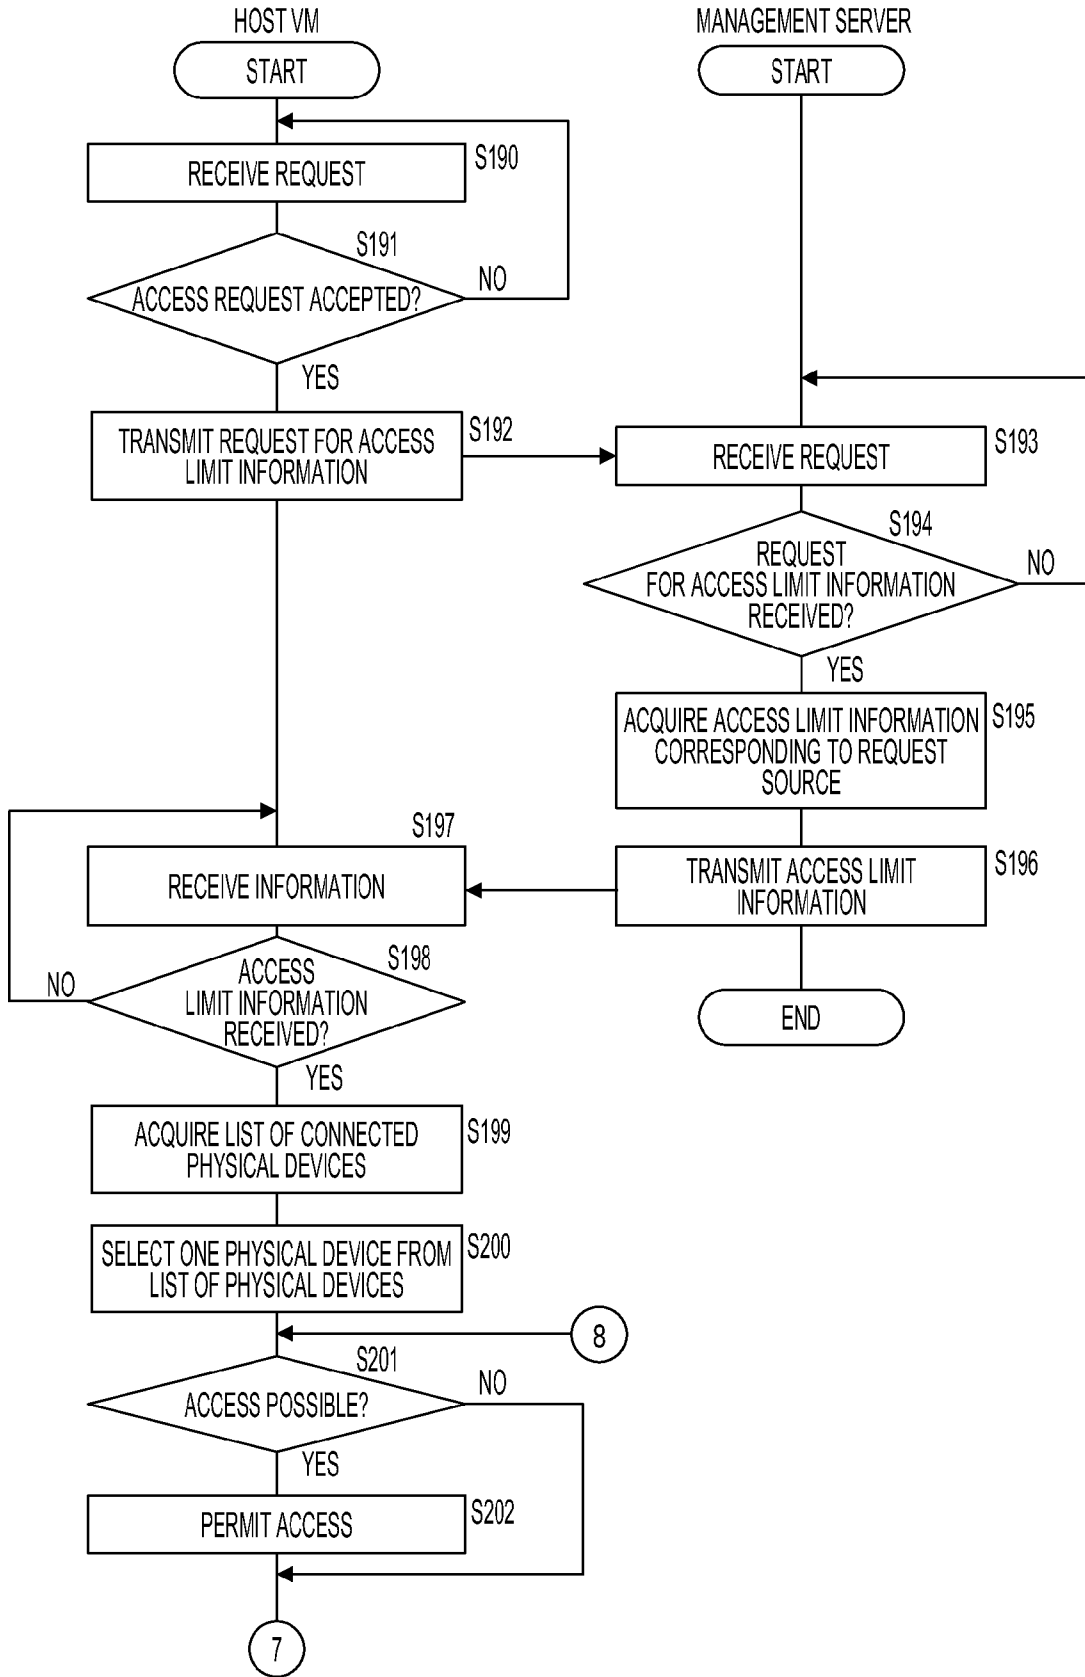 HOST VM
MANAGEMENT SERVER
START
START
RECEIVE REQUEST
S190
S191
ACCESS REQUEST ACCEPTED?
NO
YES
TRANSMIT REQUEST FOR ACCESS
LIMIT INFORMATION
S192
RECEIVE REQUEST
S193
S194
REQUEST
FOR ACCESS LIMIT INFORMATION
RECEIVED?
NO
YES
ACQUIRE ACCESS LIMIT INFORMATION
CORRESPONDING TO REQUEST
SOURCE
S195
TRANSMIT ACCESS LIMIT
INFORMATION
S196
END
S197
RECEIVE INFORMATION
S198
ACCESS
LIMIT INFORMATION
RECEIVED?
NO
YES
ACQUIRE LIST OF CONNECTED
PHYSICAL DEVICES
S199
SELECT ONE PHYSICAL DEVICE FROM
LIST OF PHYSICAL DEVICES
S200
8
S201
ACCESS POSSIBLE?
NO
YES
PERMIT ACCESS
S202
7